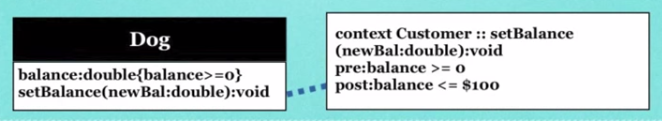 Dog
balance:double{balance>=0}
setBalance(newBal:double):void
context Customer :: setBalance
(newBal:double):void
pre:balance >= 0
post:balance <= $100